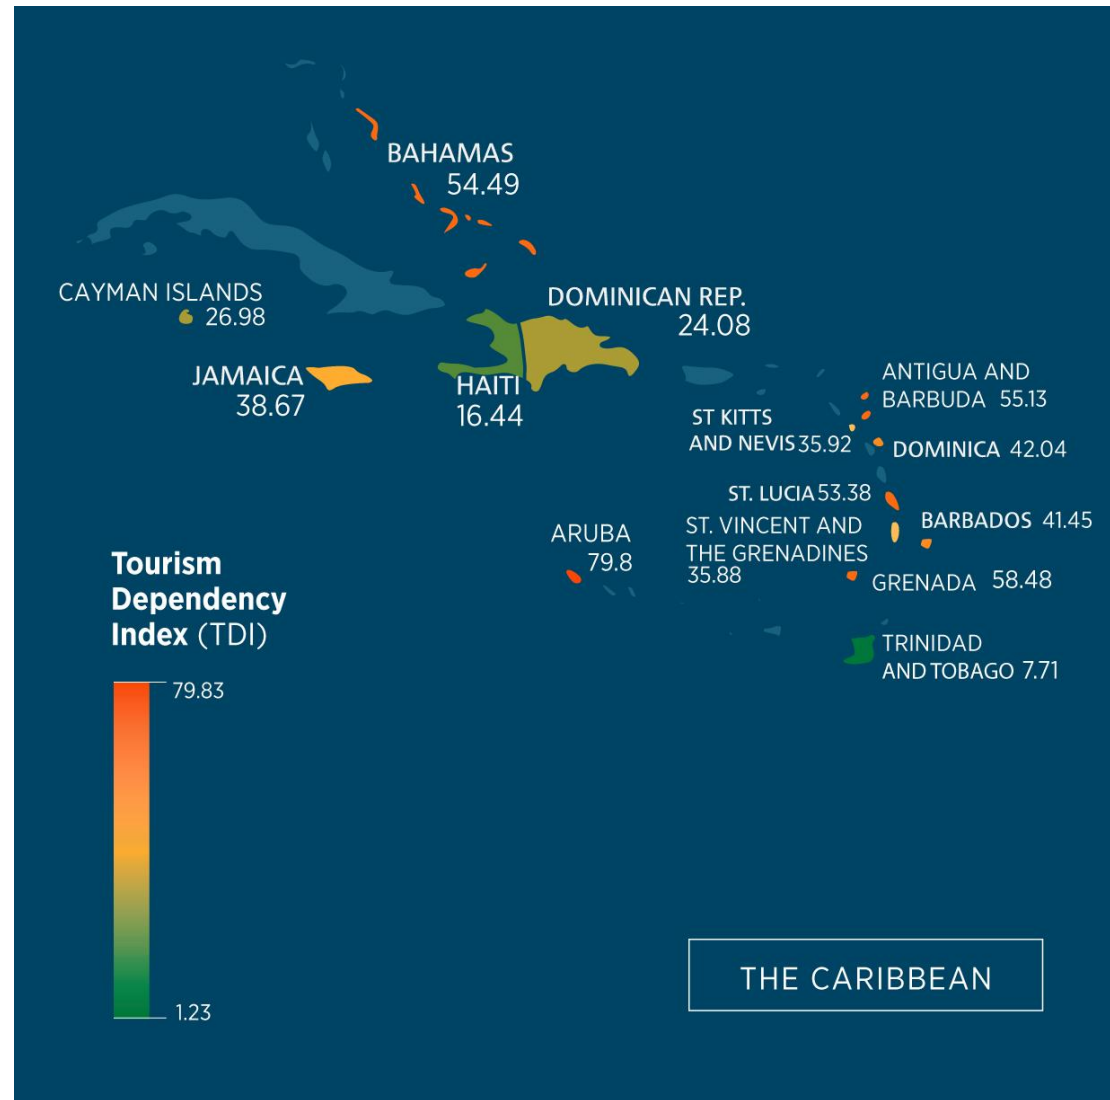 BAHAMAS
54.49
CAYMAN ISLANDS
26.98
DOMINICAN REP.
24.08
JAMAICA
38.67
HAITI
16.44
ANTIGUA AND
BARBUDA 55.13
ST KITTS
AND NEVIS 35.92
DOMINICA 42.04
ST. LUCIA 53.38
BARBADOS 41.45
ST. VINCENT AND
THE GRENADINES
35.88
ARUBA
79.8
GRENADA 58.48
TRINIDAD
AND TOBAGO 7.71
Tourism
Dependency
Index (TDI)
79.83
1.23
THE CARIBBEAN